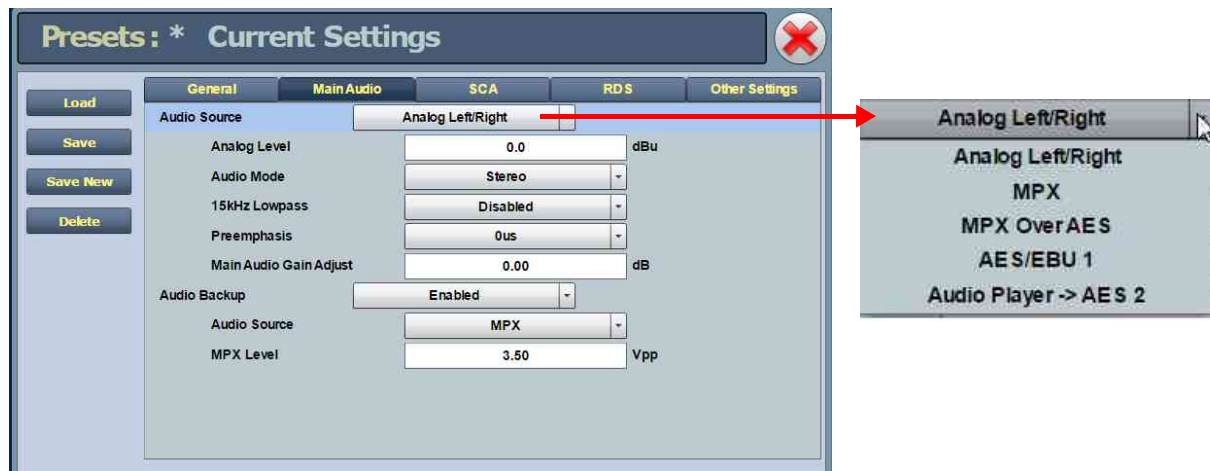 Presets: * Current Settings
Load
Save
Save New
Delete
General Main Audio SCA RDS Other Settings
Audio Source Analog Left/Right
Analog Level 0.0 dBu
Audio Mode Stereo
15kHz Lowpass Disabled
Preemphasis 0us
Main Audio Gain Adjust 0.00 dB
Audio Backup Enabled
Audio Source MPX
MPX Level 3.50 Vpp
Analog Left/Right
Analog Left/Right
MPX
MPX Over AES
AES/EBU 1
Audio Player -> AES 2